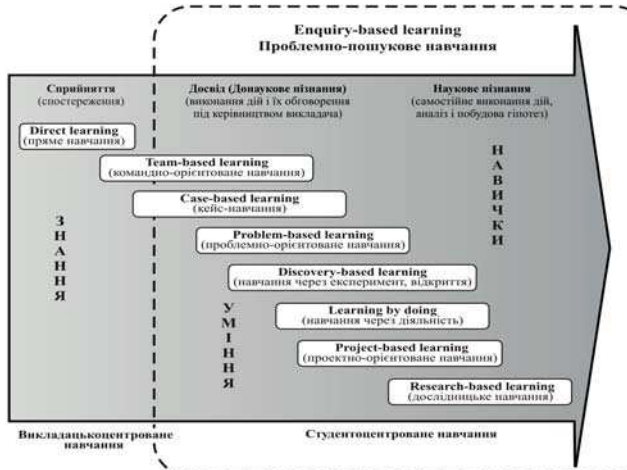 Enquiry-based learning
Проблемно-пошукове навчання
Сприйняття
(спостереження)
Досвід (Донаукове пізнання)
(виконання дій і їх обговорення
під керівництвом викладача)
Наукове пізнання
(самостійне виконання дій,
аналіз і побудова гіпотез)
Direct learning
(пряме навчання)
Team-based learning
(командно-орієнтоване навчання)
Case-based learning
(кейс-навчання)
Problem-based learning
(проблемно-орієнтоване навчання)
Discovery-based learning
(навчання через експеримент, відкриття)
Learning by doing
(навчання через діяльність)
Project-based learning
(проектно-орієнтоване навчання)
Research-based learning
(дослідницьке навчання)
ЗНАННЯ
УМІННЯ
НАВИЧКИ
Викладацькоцентроване
навчання
Студентоцентроване навчання